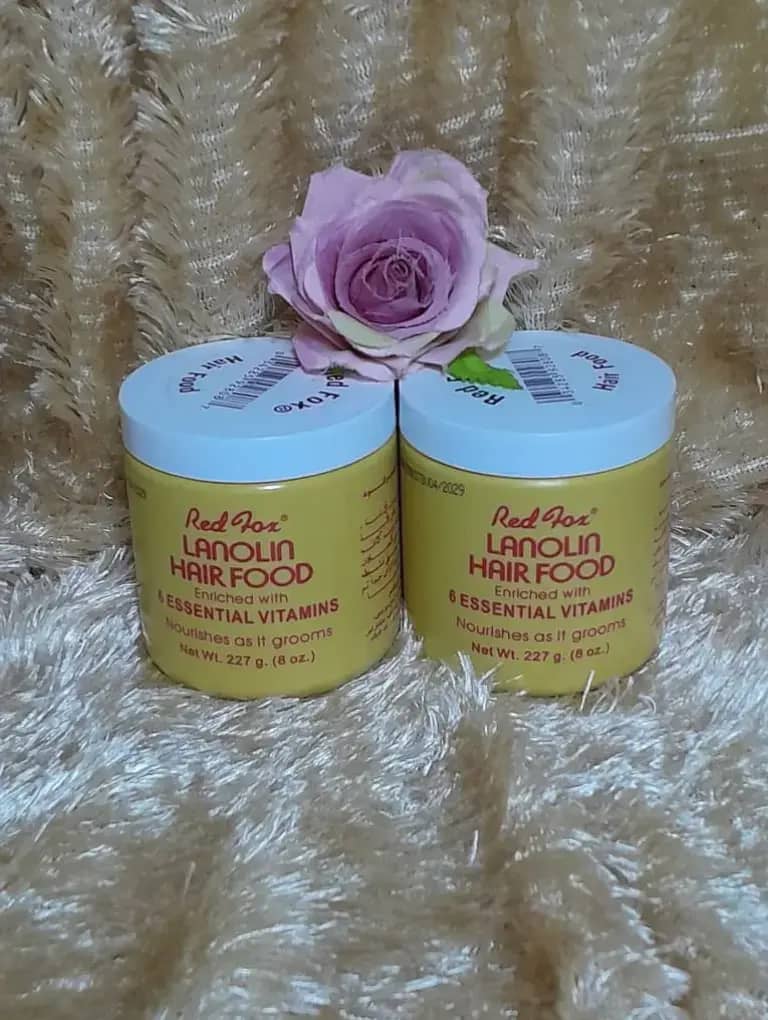 Hair Food
Red Fox®
Hair Food
04/2029
Red Fox®
LANOLIN
HAIR FOOD
Enriched with
6 ESSENTIAL VITAMINS
Nourishes as it grooms
Net Wt. 227 g. (8 oz.)
Red Fox®
LANOLIN
HAIR FOOD
Enriched with
6 ESSENTIAL VITAMINS
Nourishes as it grooms
Net Wt. 227 g. (8 oz.)